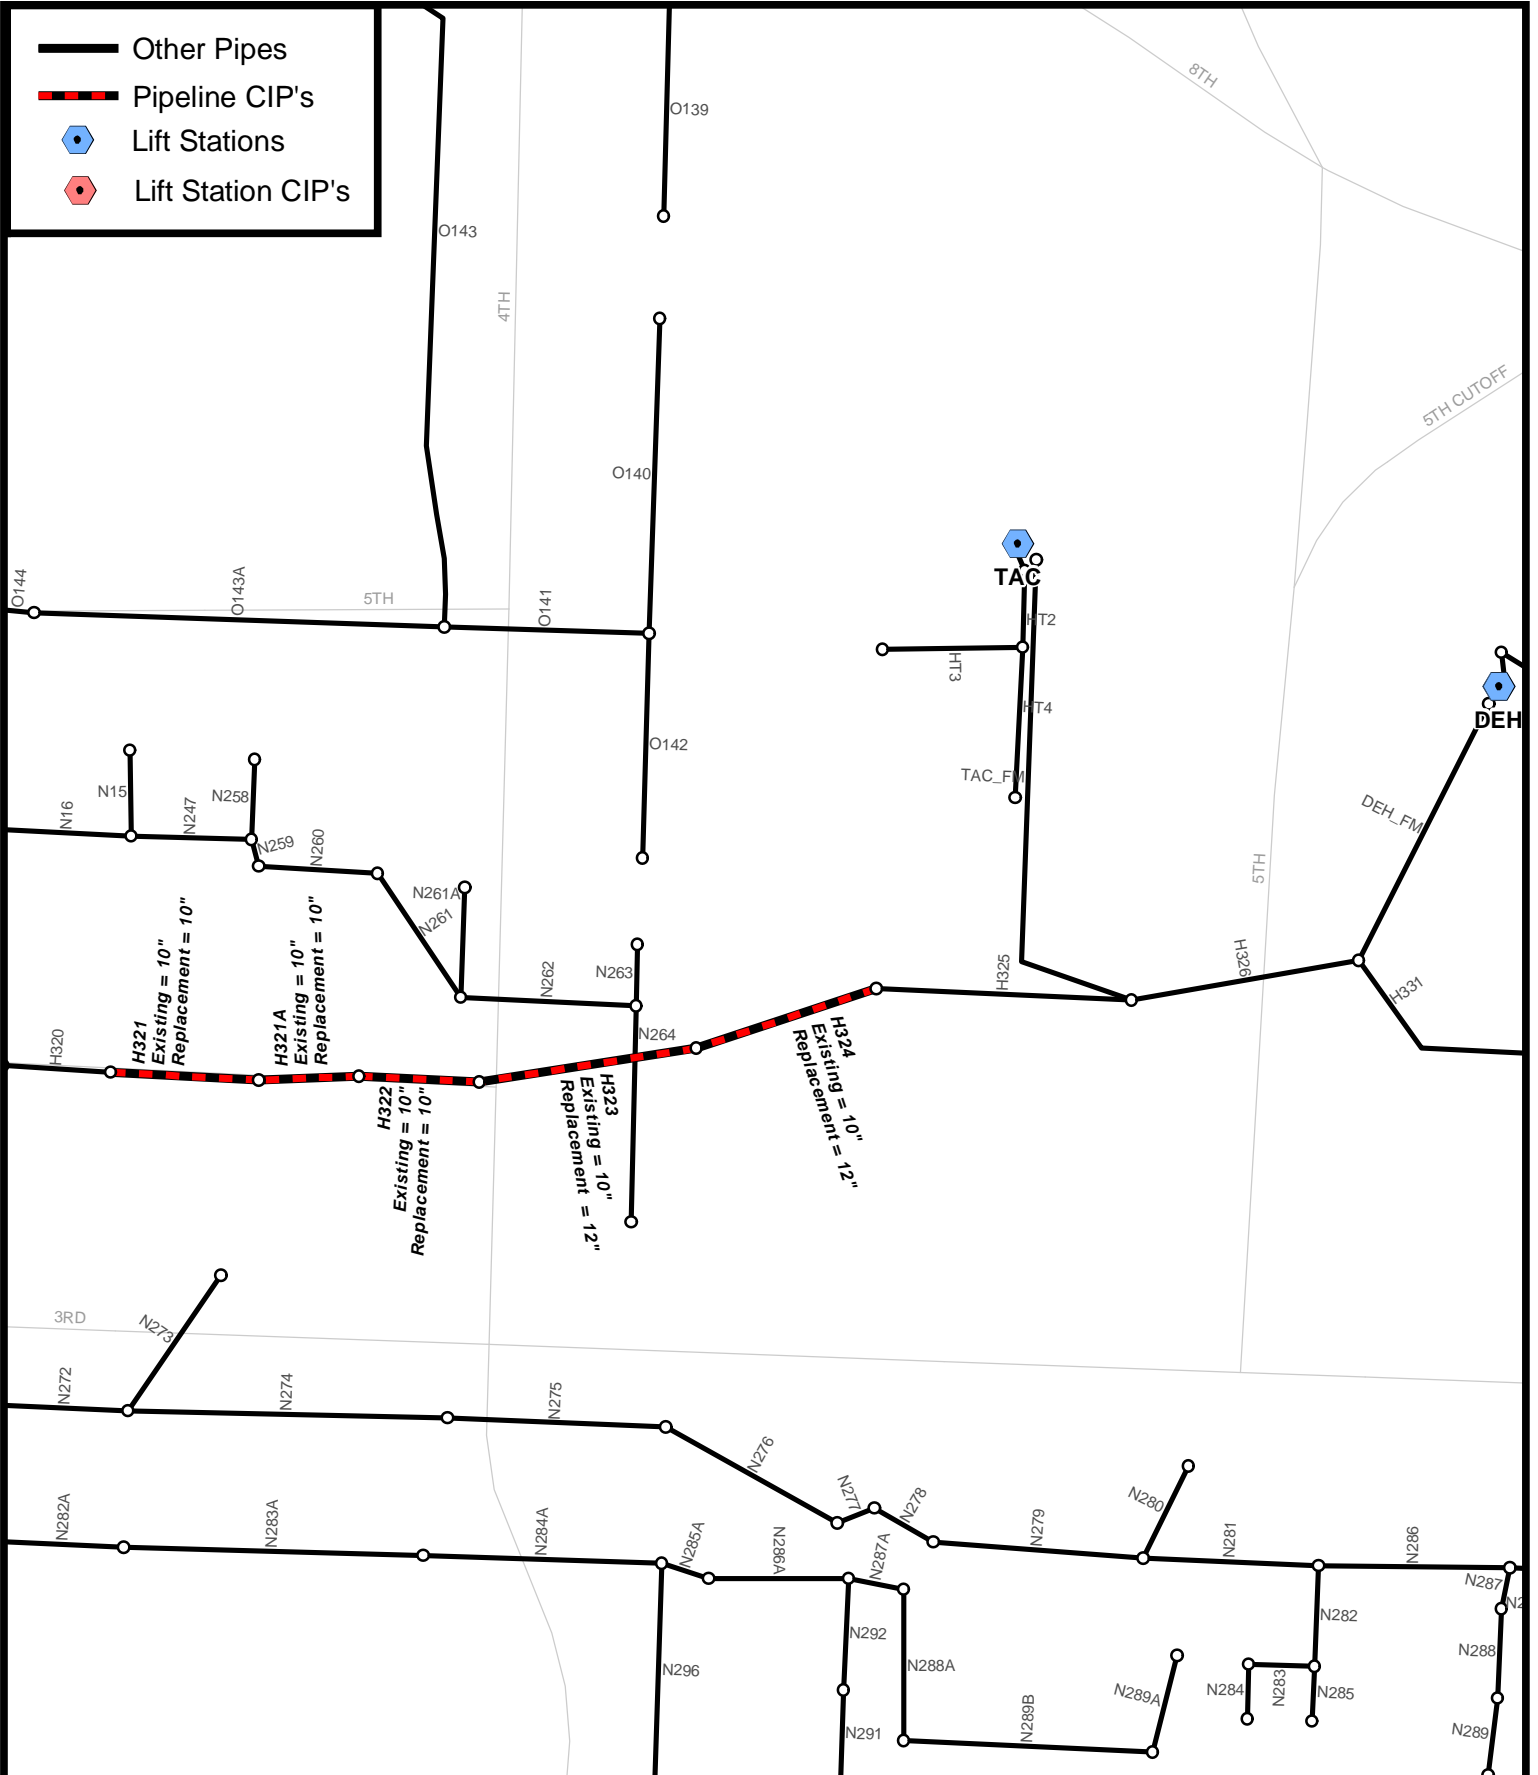 Other Pipes
Pipeline CIP's
Lift Stations
Lift Station CIP's
O139
8TH
O143
4TH
5TH CUTOFF
O140
TAC
O144
O143A
5TH
O141
HT2
HT3
HT4
DEH
O142
TAC_FM
N15
N16
N247
N258
N259
N260
DEH_FM
5TH
N261A
N261
N262
N263
H325
H326
H331
H320
H321
Existing = 10"
Replacement = 10"
H321A
Existing = 10"
Replacement = 10"
N264
H322
Existing = 10"
Replacement = 10"
H323
Existing = 10"
Replacement = 12"
H324
Existing = 10"
Replacement = 12"
3RD
N273
N272
N274
N275
N276
N277
N278
N279
N280
N281
N286
N282A
N283A
N284A
N285A
N286A
N287A
N287
N282
N292
N288A
N288
N296
N289A
N284
N283
N285
N291
N289B
N289